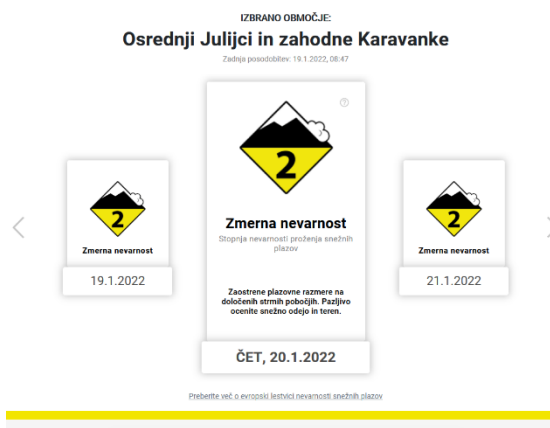 IZBRANO OBMOČJE:
Osrednji Julijci in zahodne Karavanke
Zadnja posodobitev: 19.1.2022, 08:47
2
Zmerna nevarnost
19.1.2022
2
Zmerna nevarnost
Stopnja nevarnosti proženja snežnih
plazov
Zaostrene plazovne razmere na
določenih strmih pobočjih. Pazljivo
ocenite snežno odejo in teren.
ČET, 20.1.2022
2
Zmerna nevarnost
21.1.2022
Preberite več o evropski lestvici nevarnosti snežnih plazov